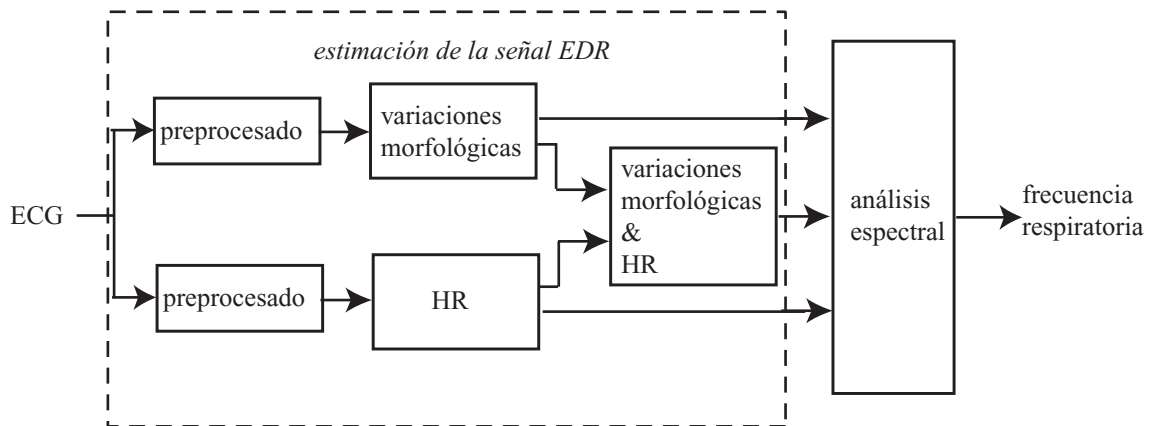 estimación de la señal EDR
preprocesado
variaciones
morfológicas
variaciones
morfológicas
&
HR
ECG
preprocesado
HR
análisis
espectral
frecuencia
respiratoria